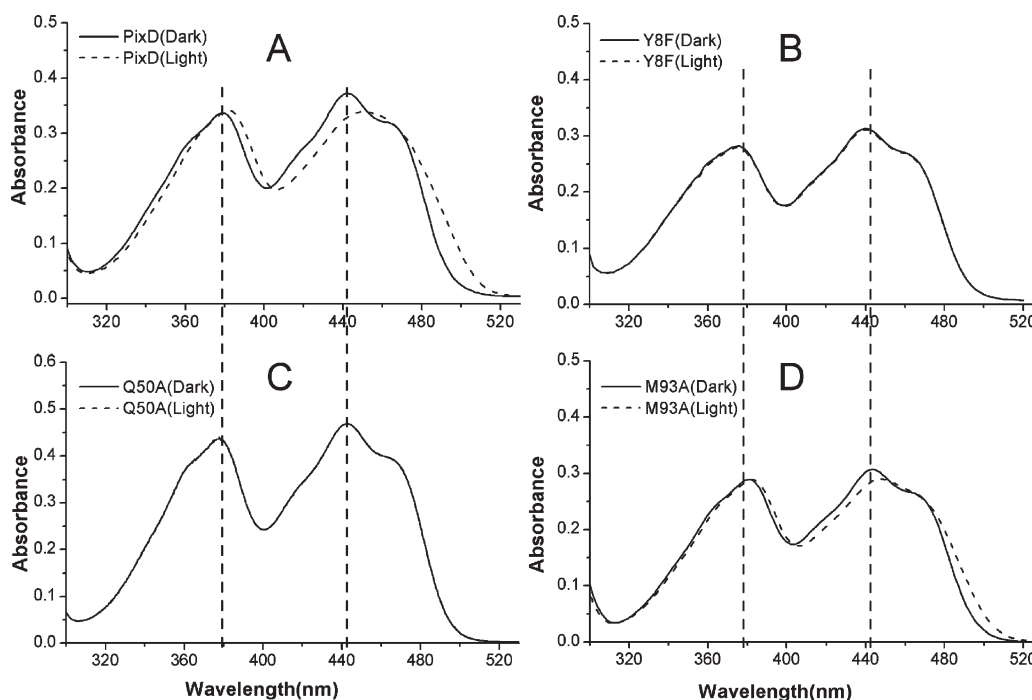 A
PixD(Dark)
PixD(Light)
0.5
0.4
0.3
0.2
0.1
0.0
Absorbance
320 360 400 440 480 520
B
Y8F(Dark)
Y8F(Light)
0.5
0.4
0.3
0.2
0.1
0.0
Absorbance
320 360 400 440 480 520
C
Q50A(Dark)
Q50A(Light)
0.6
0.5
0.4
0.3
0.2
0.1
0.0
Absorbance
320 360 400 440 480 520
Wavelength(nm)
D
M93A(Dark)
M93A(Light)
0.5
0.4
0.3
0.2
0.1
0.0
Absorbance
320 360 400 440 480 520
Wavelength(nm)